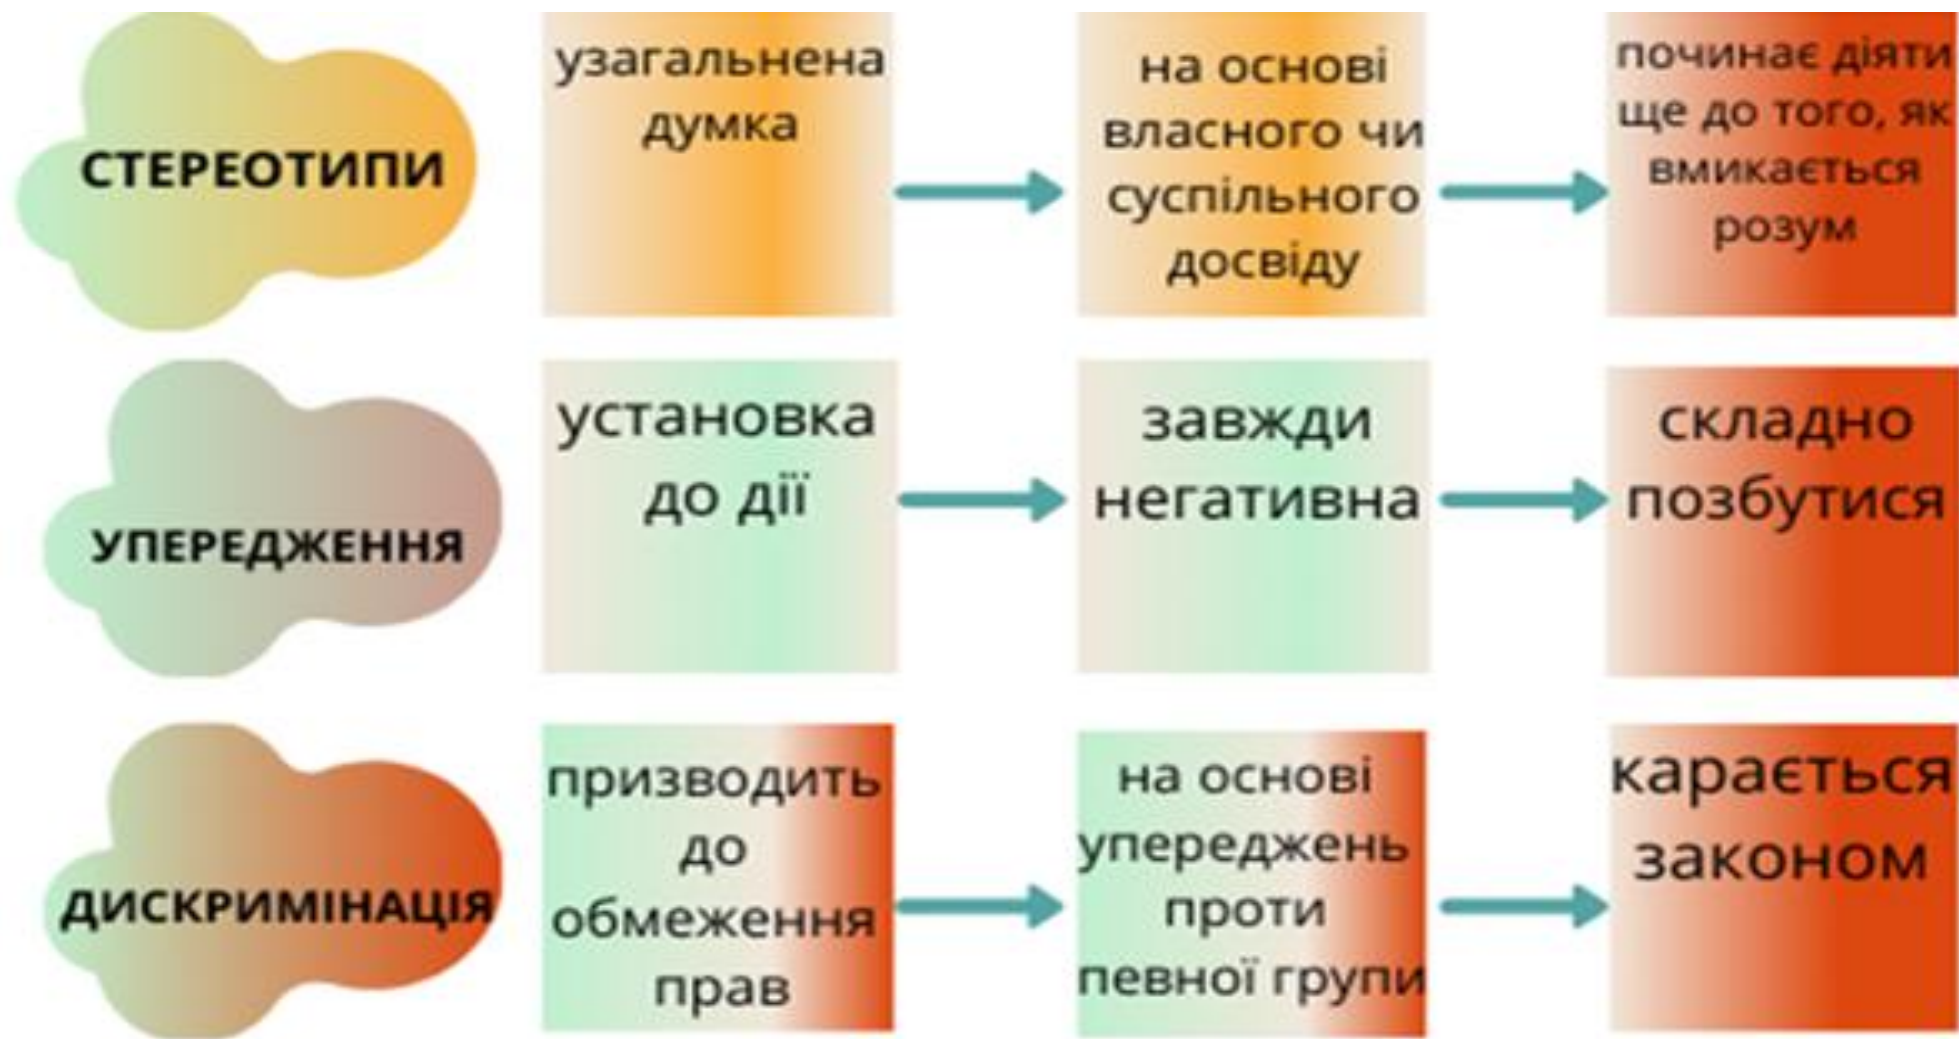 СТЕРЕОТИПИ
узагальнена
думка
на основі
власного чи
суспільного
досвіду
починає діяти
ще до того, як
вмикається
розум
УПЕРЕДЖЕННЯ
установка
до дії
завжди
негативна
складно
позбутися
ДИСКРИМІНАЦІЯ
призводить
до
обмеження
прав
на основі
упереджень
проти
певної групи
карається
законом